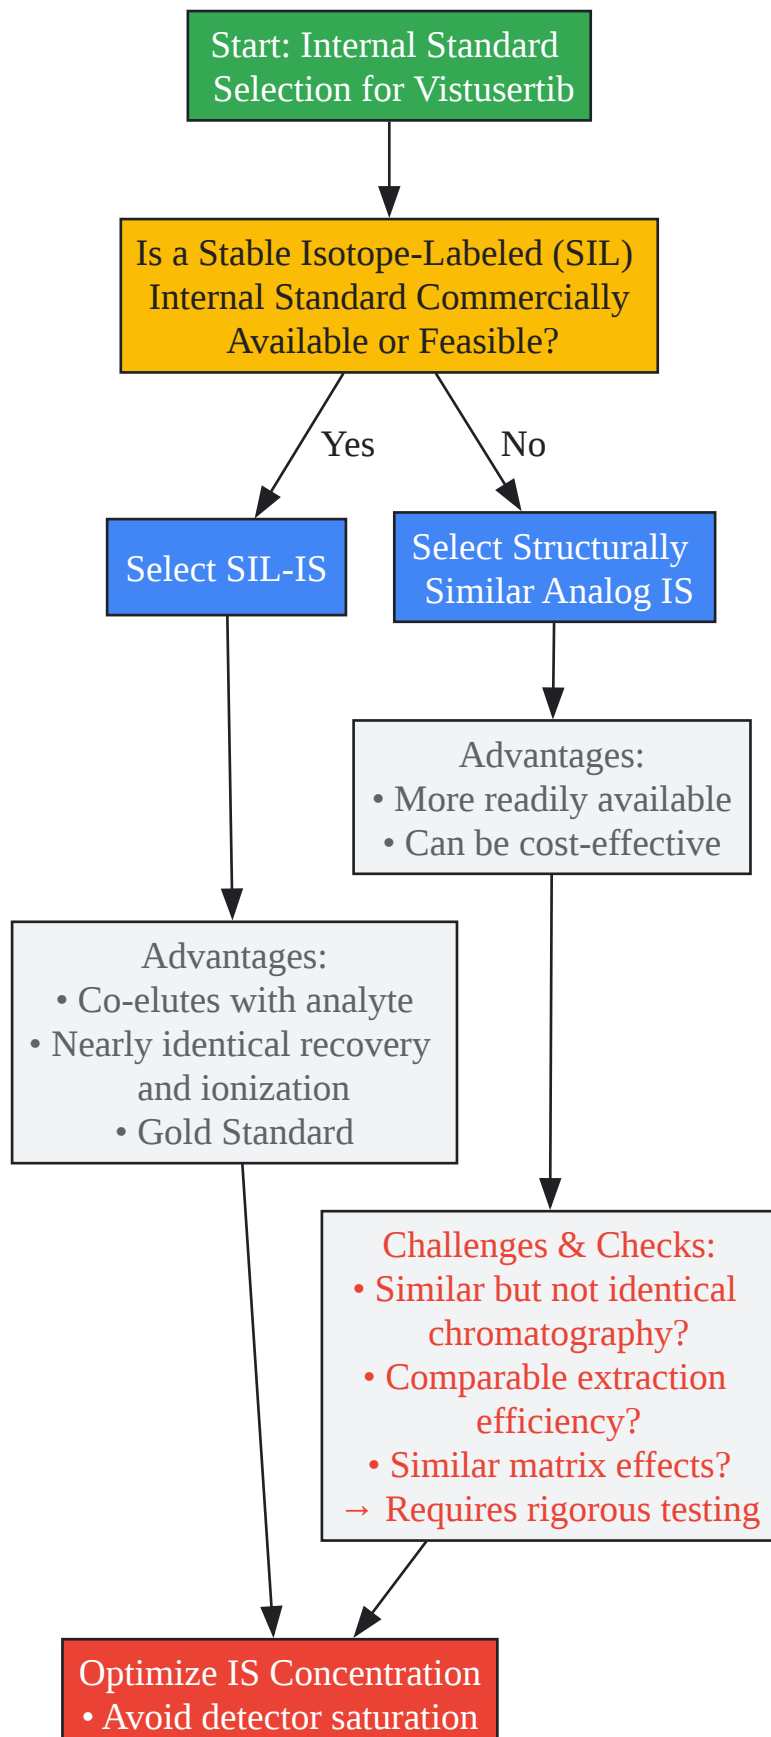 Start: Internal Standard
Selection for Vistusertib
Is a Stable Isotope-Labeled (SIL)
Internal Standard Commercially
Available or Feasible?
Yes
No
Select SIL-IS
Select Structurally
Similar Analog IS
Advantages:
• More readily available
• Can be cost-effective
Advantages:
• Co-elutes with analyte
• Nearly identical recovery
and ionization
• Gold Standard
Challenges & Checks:
• Similar but not identical
chromatography?
• Comparable extraction
efficiency?
• Similar matrix effects?
→ Requires rigorous testing
Optimize IS Concentration
• Avoid detector saturation